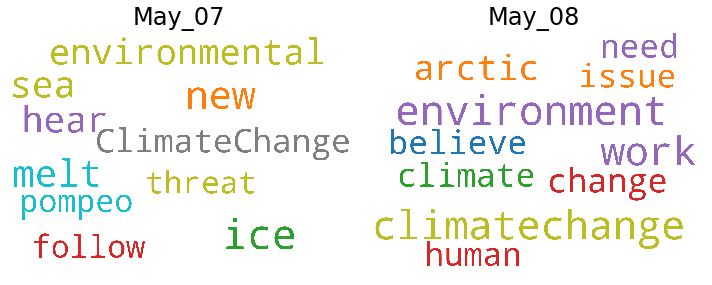 May_07
environmental
sea
new
hear
ClimateChange
melt
threat
pompeo
follow
ice
May_08
need
arctic
issue
environment
believe
work
climate
change
climatechange
human